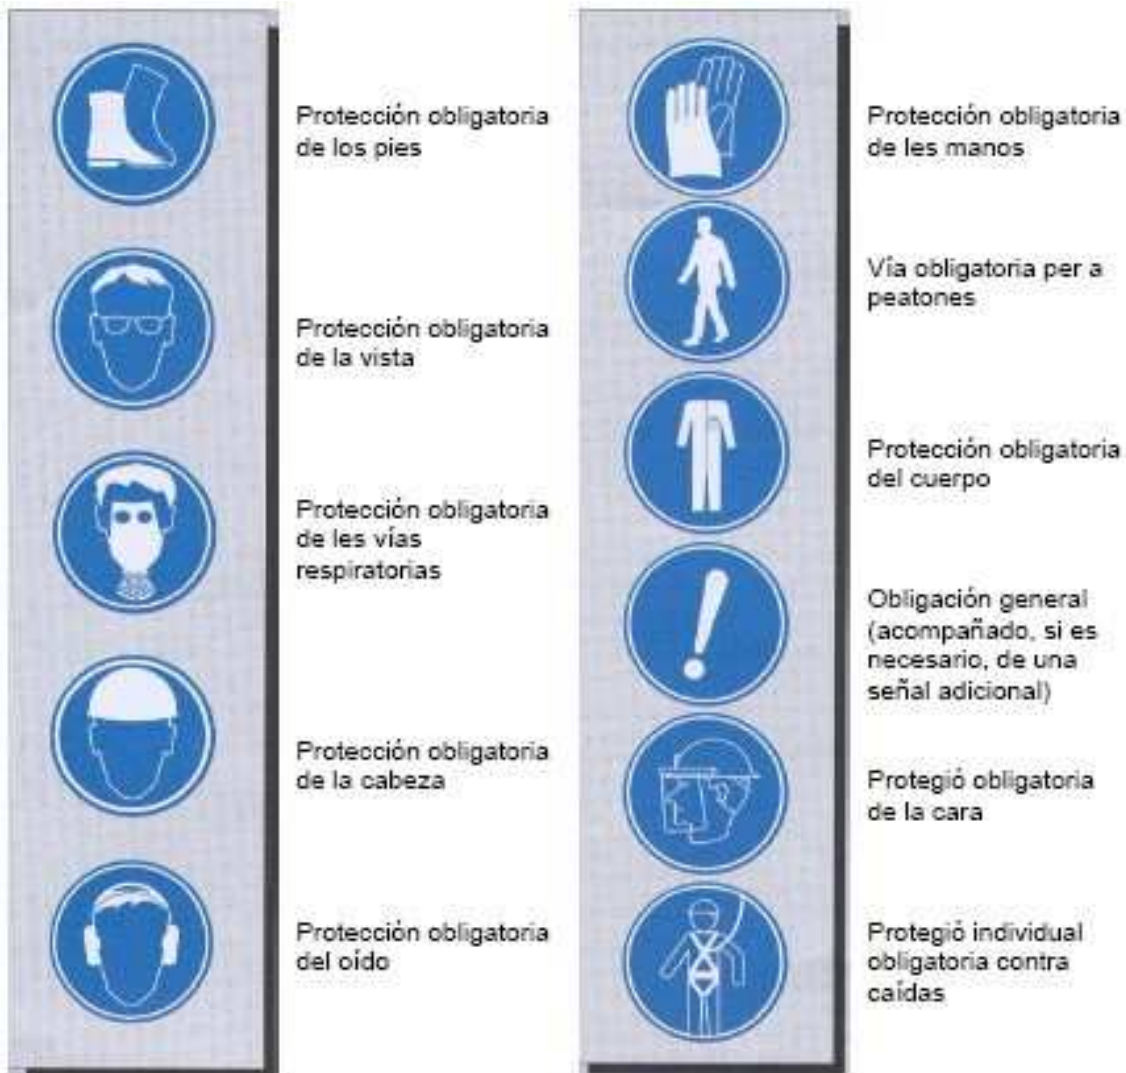 Protección obligatoria
de los pies
Protección obligatoria
de la vista
Protección obligatoria
de les vías
respiratorias
Protección obligatoria
de la cabeza
Protección obligatoria
del oído
Protección obligatoria
de les manos
Vía obligatoria per a
peatones
Protección obligatoria
del cuerpo
Obligación general
(acompañado, si es
necesario, de una
señal adicional)
Protegió obligatoria
de la cara
Protegió individual
obligatoria contra
caídas